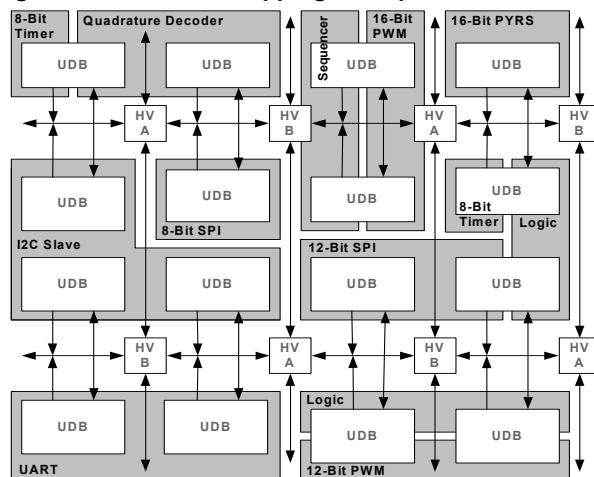 8-Bit Timer
Quadrature Decoder
Sequencer
16-Bit PWM
16-Bit PYRS
UDB
UDB
UDB
UDB
HV A
HV B
HV A
HV B
UDB
UDB
UDB
UDB
I2C Slave
8-Bit SPI
8-Bit Timer
Logic
12-Bit SPI
UDB
UDB
UDB
UDB
HV B
HV A
HV B
HV A
Logic
UDB
UDB
UDB
UDB
UART
12-Bit PWM